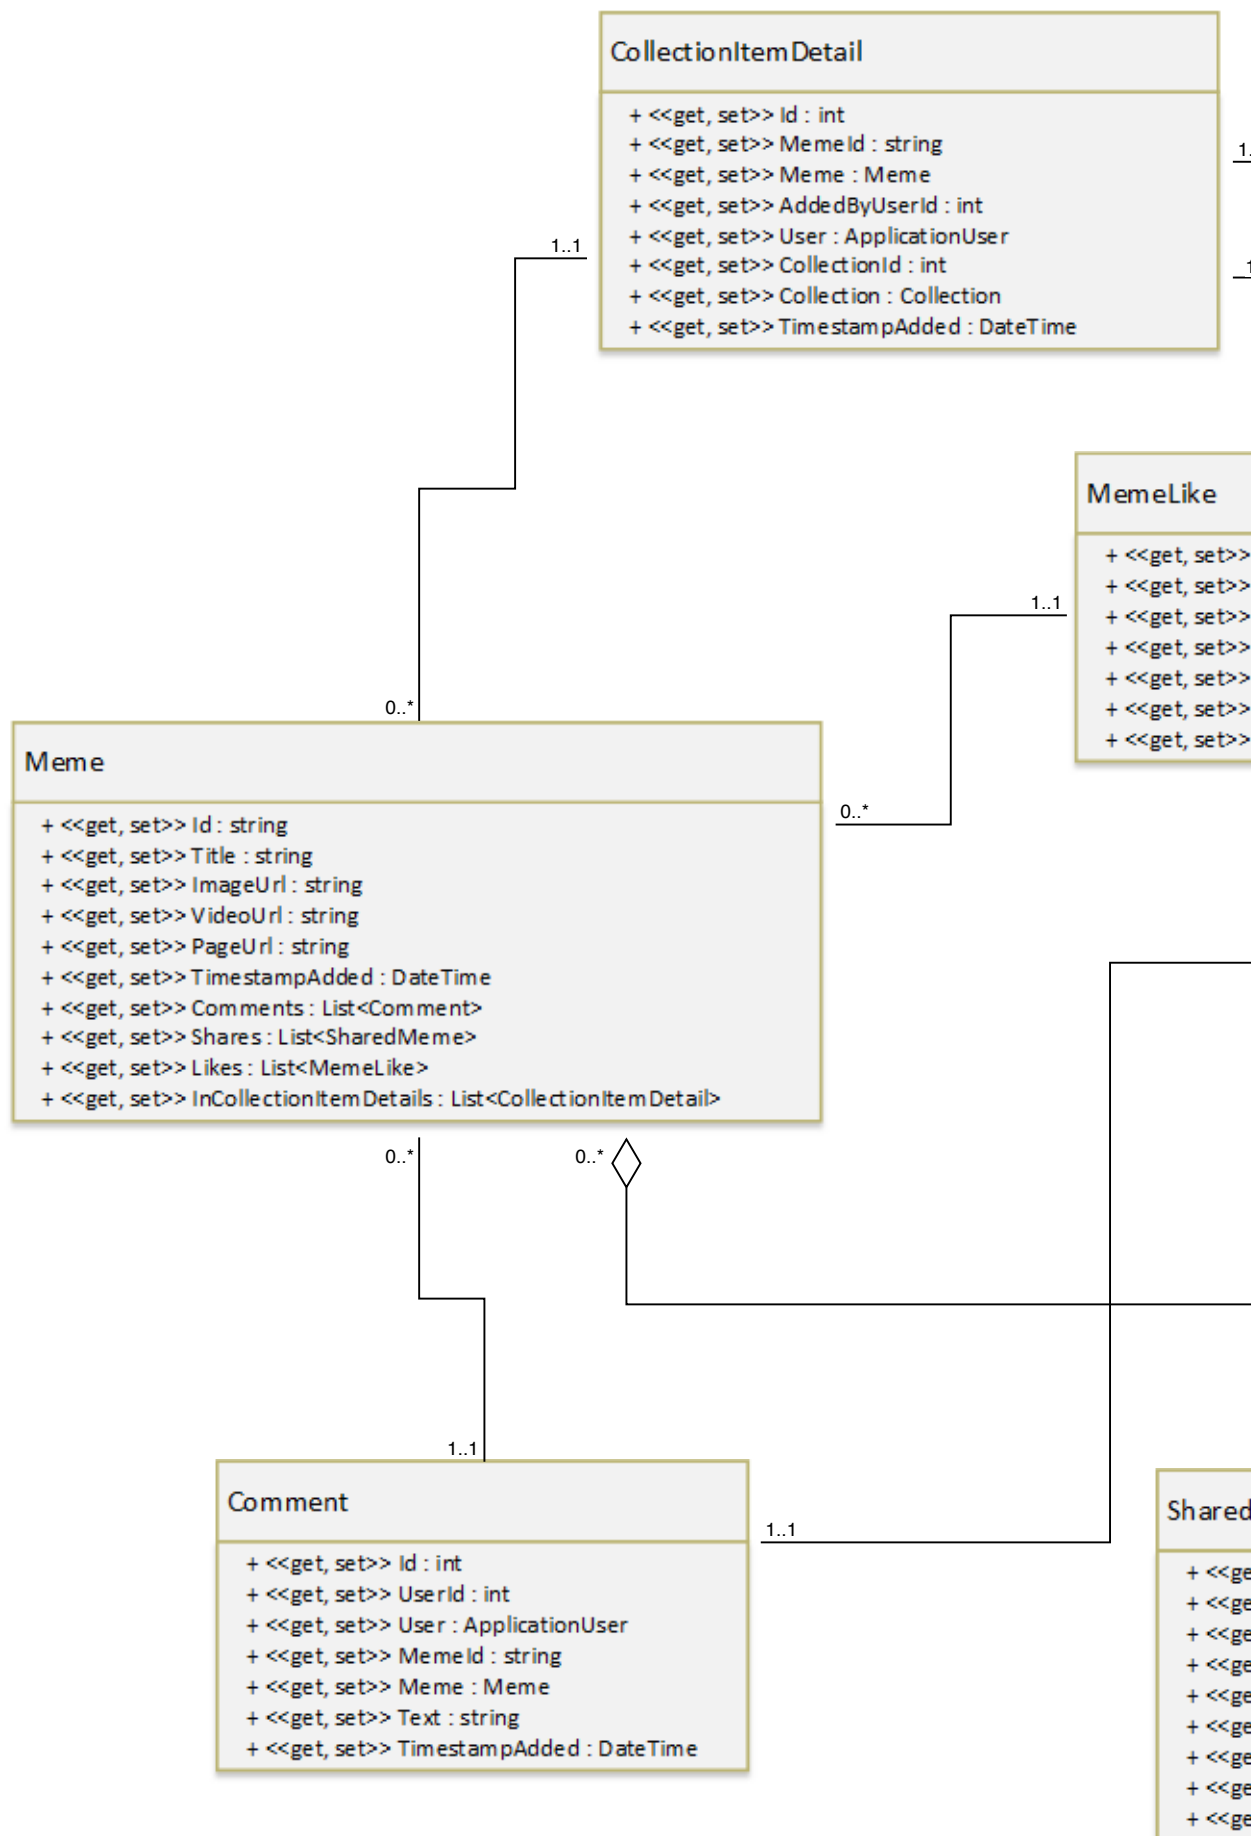 CollectionItemDetail
+ <<get, set>> Id : int
+ <<get, set>> MemeId : string
+ <<get, set>> Meme : Meme
+ <<get, set>> AddedByUserId : int
+ <<get, set>> User : ApplicationUser
+ <<get, set>> CollectionId : int
+ <<get, set>> Collection : Collection
+ <<get, set>> TimestampAdded : DateTime
1..1
MemeLike
+ <<get, set>>
+ <<get, set>>
+ <<get, set>>
+ <<get, set>>
+ <<get, set>>
+ <<get, set>>
+ <<get, set>>
1..1
0..*
Meme
+ <<get, set>> Id : string
+ <<get, set>> Title : string
+ <<get, set>> ImageUrl : string
+ <<get, set>> VideoUrl : string
+ <<get, set>> PageUrl : string
+ <<get, set>> TimestampAdded : DateTime
+ <<get, set>> Comments : List<Comment>
+ <<get, set>> Shares : List<SharedMeme>
+ <<get, set>> Likes : List<MemeLike>
+ <<get, set>> InCollectionItemDetails : List<CollectionItemDetail>
0..*
0..*
0..*
1..1
Comment
+ <<get, set>> Id : int
+ <<get, set>> UserId : int
+ <<get, set>> User : ApplicationUser
+ <<get, set>> MemeId : string
+ <<get, set>> Meme : Meme
+ <<get, set>> Text : string
+ <<get, set>> TimestampAdded : DateTime
1..1
Shared